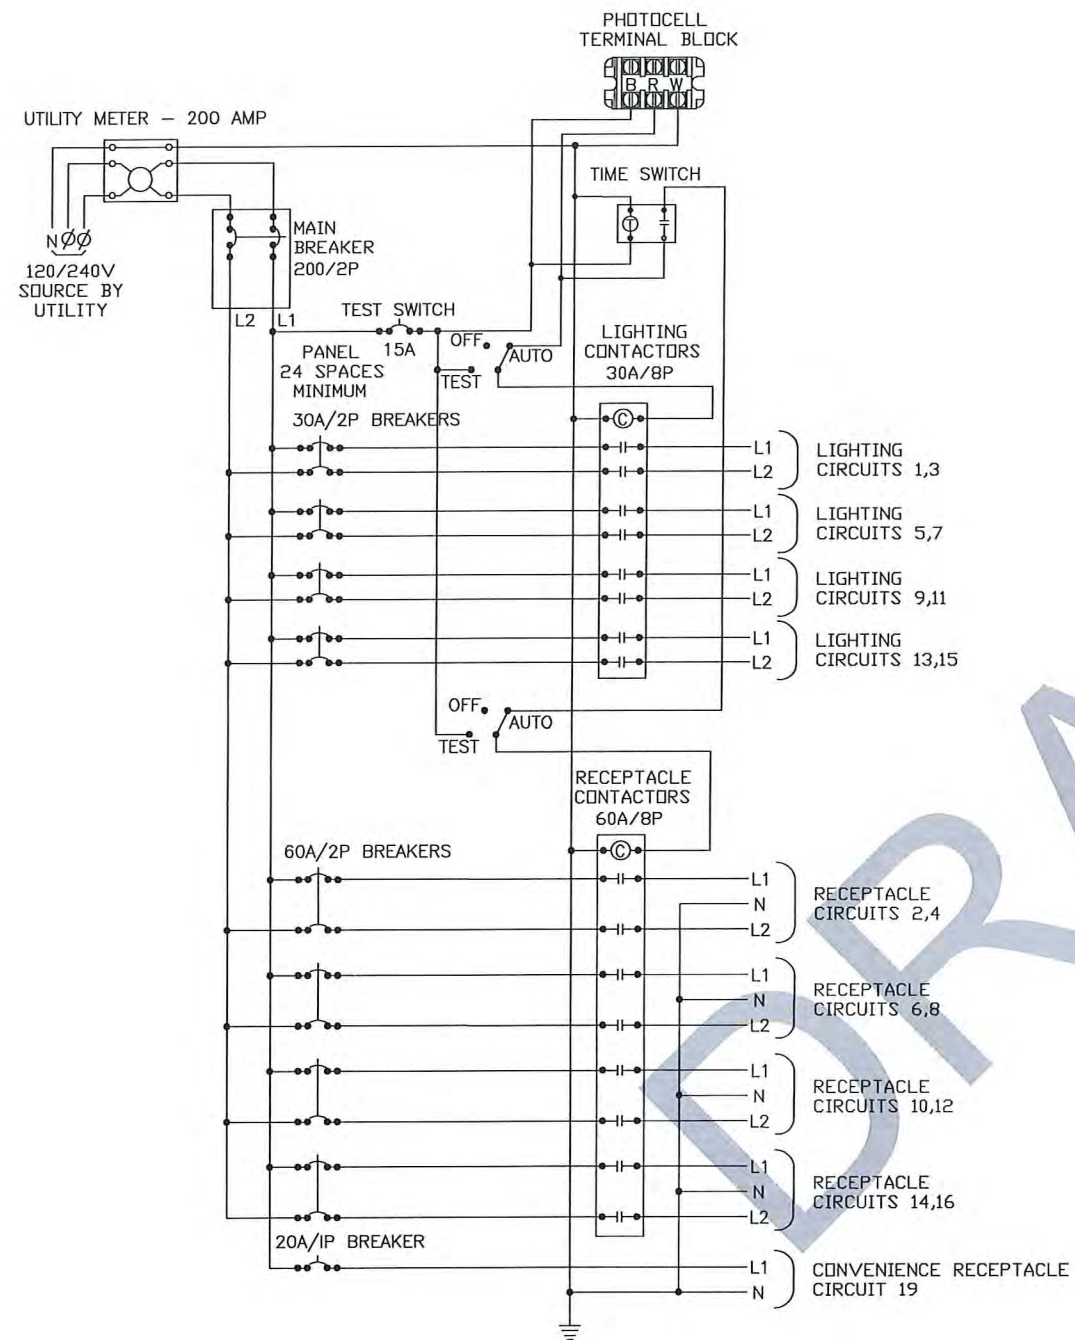 PHOTOCELL
TERMINAL BLOCK
B R W
UTILITY METER – 200 AMP
TIME SWITCH
T
N
120/240V
SOURCE BY
UTILITY
MAIN
BREAKER
200/2P
L2 L1
TEST SWITCH
15A
OFF
AUTO
TEST
LIGHTING
CONTACTORS
30A/8P
PANEL
24 SPACES
MINIMUM
30A/2P BREAKERS
C
L1
L2
LIGHTING
CIRCUITS 1,3
L1
L2
LIGHTING
CIRCUITS 5,7
L1
L2
LIGHTING
CIRCUITS 9,11
L1
L2
LIGHTING
CIRCUITS 13,15
OFF
AUTO
TEST
RECEPTACLE
CONTACTORS
60A/8P
60A/2P BREAKERS
C
L1
N
L2
RECEPTACLE
CIRCUITS 2,4
L1
N
L2
RECEPTACLE
CIRCUITS 6,8
L1
N
L2
RECEPTACLE
CIRCUITS 10,12
L1
N
L2
RECEPTACLE
CIRCUITS 14,16
20A/1P BREAKER
L1
N
CONVENIENCE RECEPTACLE
CIRCUIT 19